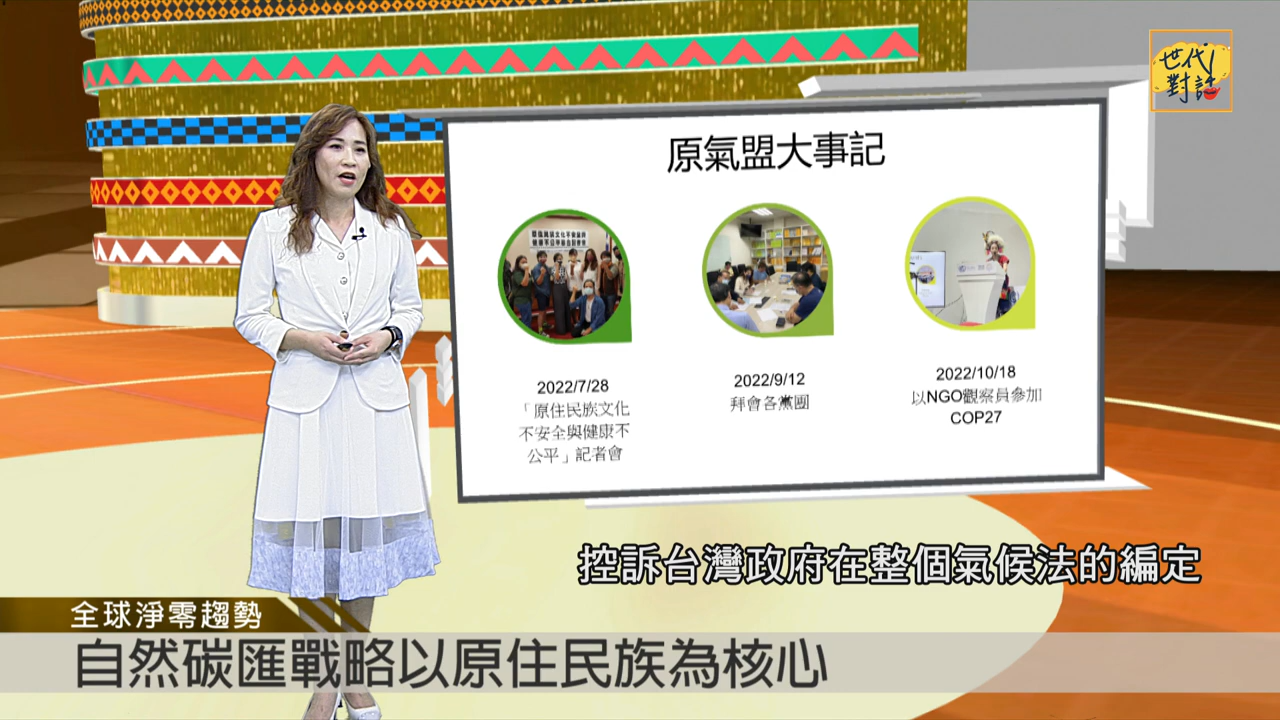 世代
對話
原氣盟大事記
2022/7/28
「原住民族文化
不安全與健康不
公平」記者會
2022/9/12
拜會各黨團
2022/10/18
以NGO觀察員參加
COP27
控訴台灣政府在整個氣候法的編定
全球淨零趨勢
自然碳匯戰略以原住民族為核心